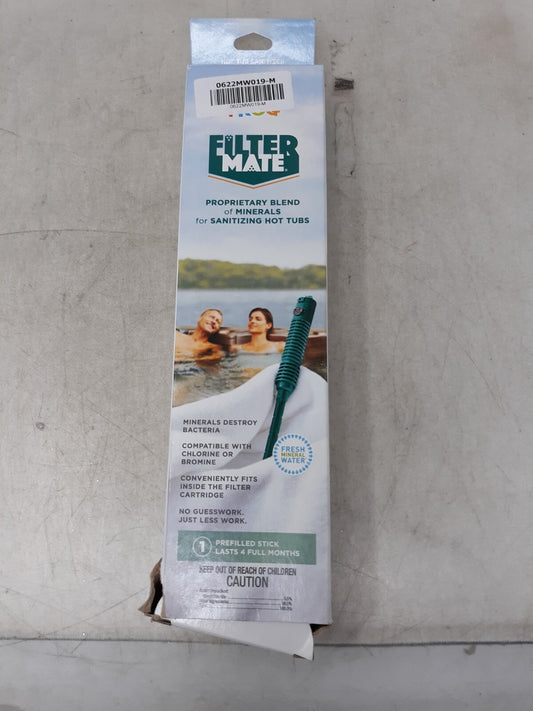 0622MW019-M
0622MW019-M
FROG
FILTER
MATE
PROPRIETARY BLEND
of MINERALS
for SANITIZING HOT TUBS
MINERALS DESTROY
BACTERIA
COMPATIBLE WITH
CHLORINE OR
BROMINE
CONVENIENTLY FITS
INSIDE THE FILTER
CARTRIDGE
NO GUESSWORK.
JUST LESS WORK.
FRESH
MINERAL
WATER
1 PREFILLED STICK
LASTS 4 FULL MONTHS
KEEP OUT OF REACH OF CHILDREN
CAUTION